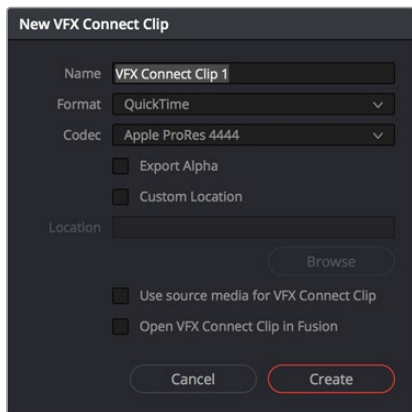 New VFX Connect Clip
Name VFX Connect Clip 1
Format QuickTime
Codec Apple ProRes 4444
Export Alpha
Custom Location
Location
Browse
Use source media for VFX Connect Clip
Open VFX Connect Clip in Fusion
Cancel Create